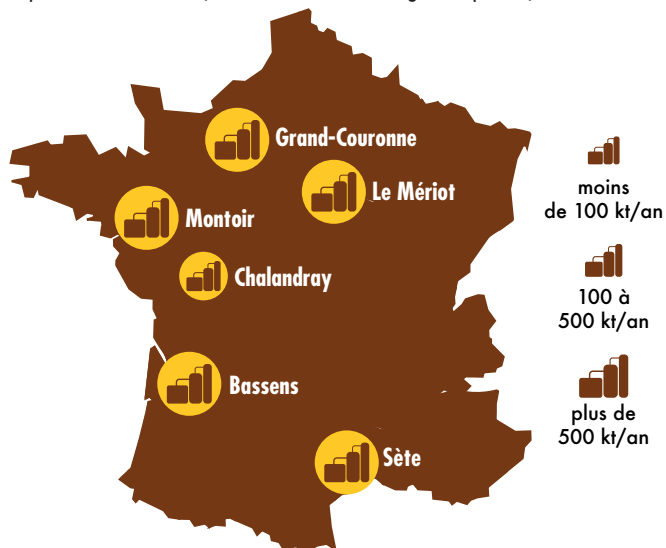 Grand-Couronne
Le Mériot
Montoir
Chalandray
Bassens
Sète
moins
de 100 kt/an
100 à
500 kt/an
plus de
500 kt/an